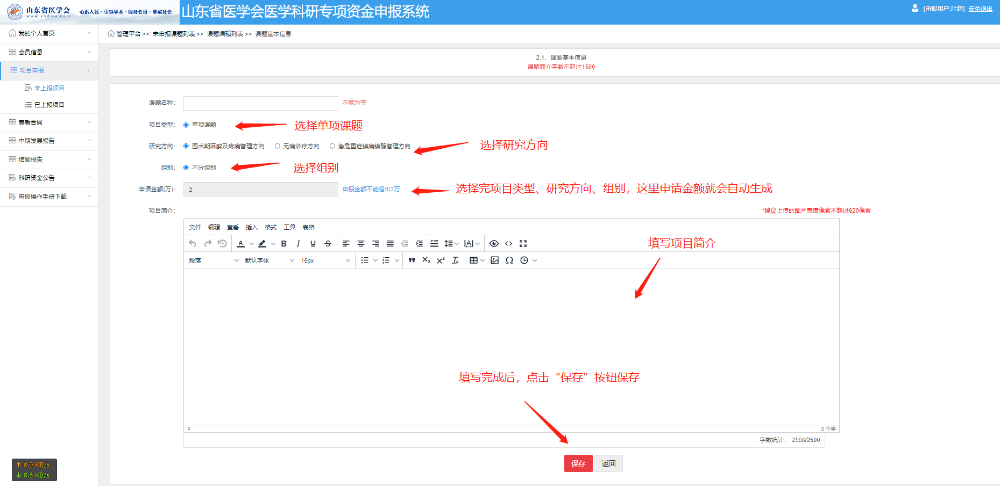 山东省医学会
www.shdma.com
心系人民·引领学术·服务会员·奉献社会
山东省医学会医学科研专项资金申报系统
[申报用户,叶超] 安全退出
我的个人首页
会员信息
项目申报
未上报项目
已上报项目
查看合同
中期发展报告
结题报告
科研资金公告
申报操作手册下载
管理平台 >> 未申报课题列表 >> 课题编辑列表 >> 课题基本信息
2.1、课题基本信息
课题简介字数不超过1500
课题名称: 不能为空
项目类型: 单项课题 选择单项课题
研究方向: 围术期麻醉及疼痛管理方向 无痛诊疗方向 急危重症镇痛镇静管理方向 选择研究方向
组别: 不分组别 选择组别
申请金额(万): 2 申报金额不能超出2万 选择完项目类型、研究方向、组别，这里申请金额就会自动生成
项目简介: *建议上传的图片宽度像素不超过620像素
文件 编辑 查看 插入 格式 工具 表格
段落 默认字体 16px
填写项目简介
填写完成后，点击“保存”按钮保存
P 0 个字
字数统计： 2500/2500
保存 返回
↑ 0.0 KB/s
↓ 0.6 KB/s